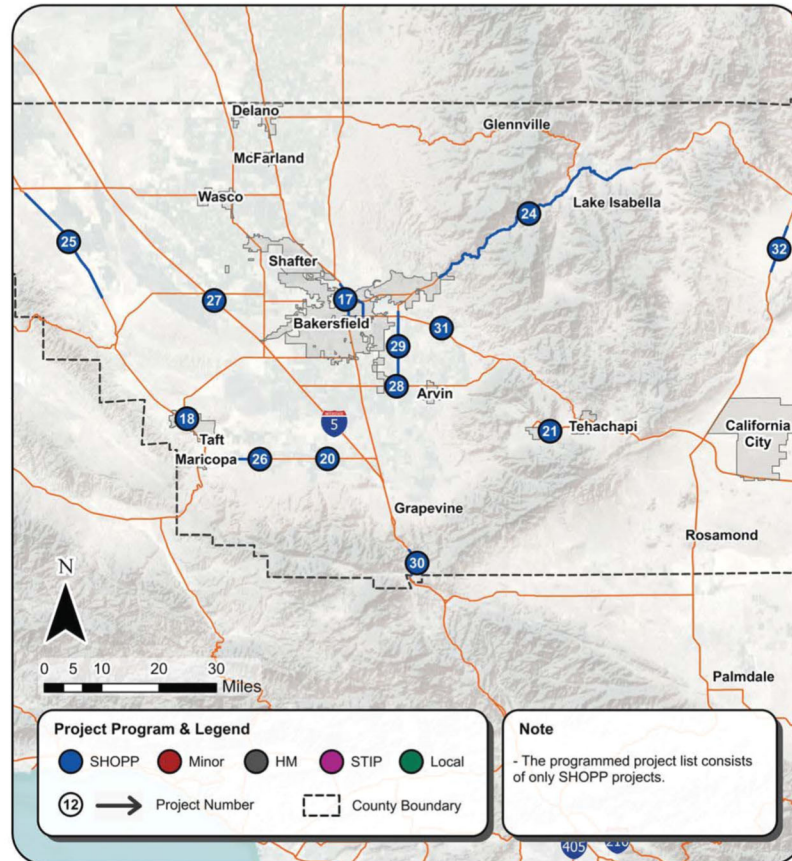 Delano
Glennville
McFarland
Wasco
Lake Isabella
24
25
32
Shafter
27
17
Bakersfield
31
29
28
Arvin
18
5
21
Tehachapi
California
City
Taft
Maricopa
26
20
Grapevine
Rosamond
30
N
0 5 10 20 30
Miles
Palmdale
Project Program & Legend
SHOPP
Minor
HM
STIP
Local
12
Project Number
County Boundary
Note
- The programmed project list consists
of only SHOPP projects.
405
210